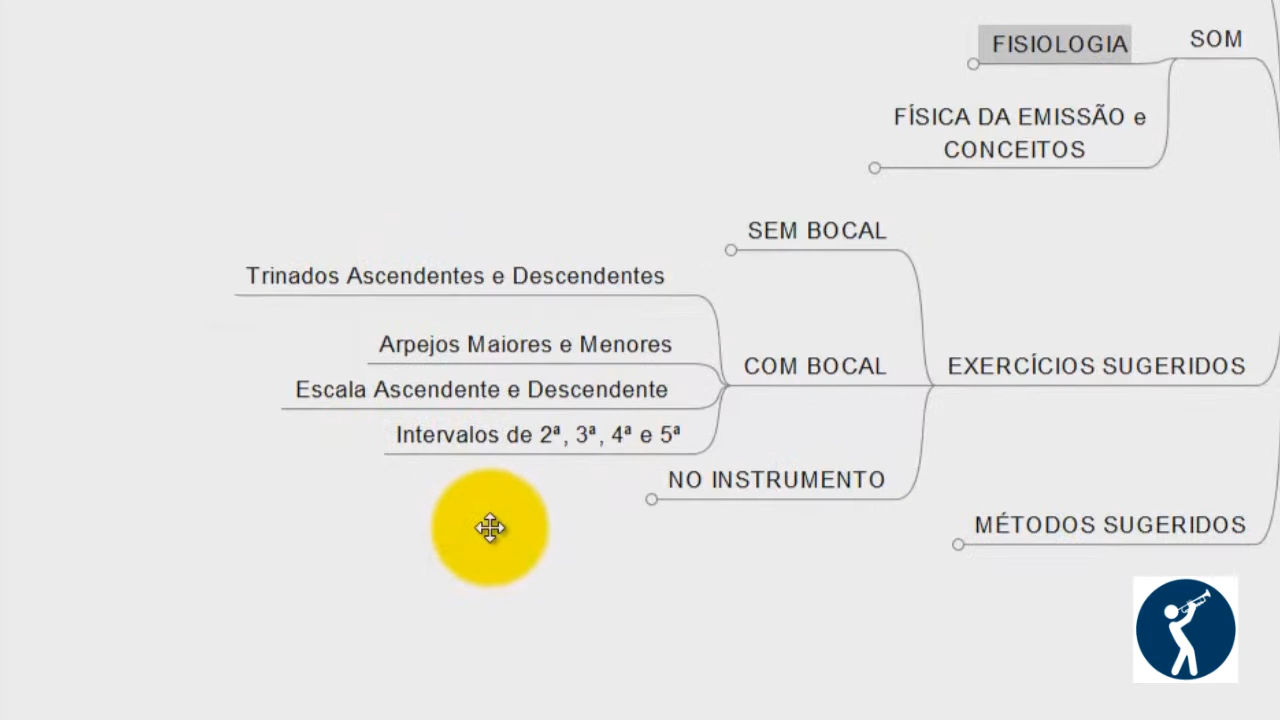 FISIOLOGIA
SOM
FÍSICA DA EMISSÃO e
CONCEITOS
SEM BOCAL
Trinados Ascendentes e Descendentes
Arpejos Maiores e Menores
COM BOCAL
EXERCÍCIOS SUGERIDOS
Escala Ascendente e Descendente
Intervalos de 2ª, 3ª, 4ª e 5ª
NO INSTRUMENTO
MÉTODOS SUGERIDOS